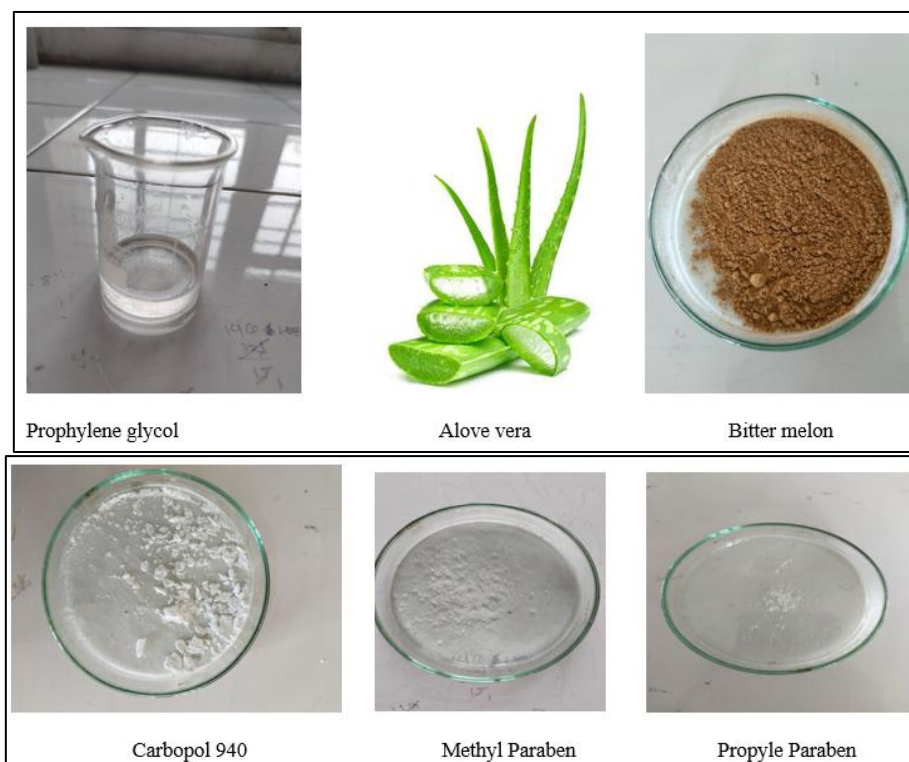 Prophylene glycol
Alove vera
Bitter melon
Carbopol 940
Methyl Paraben
Propyle Paraben